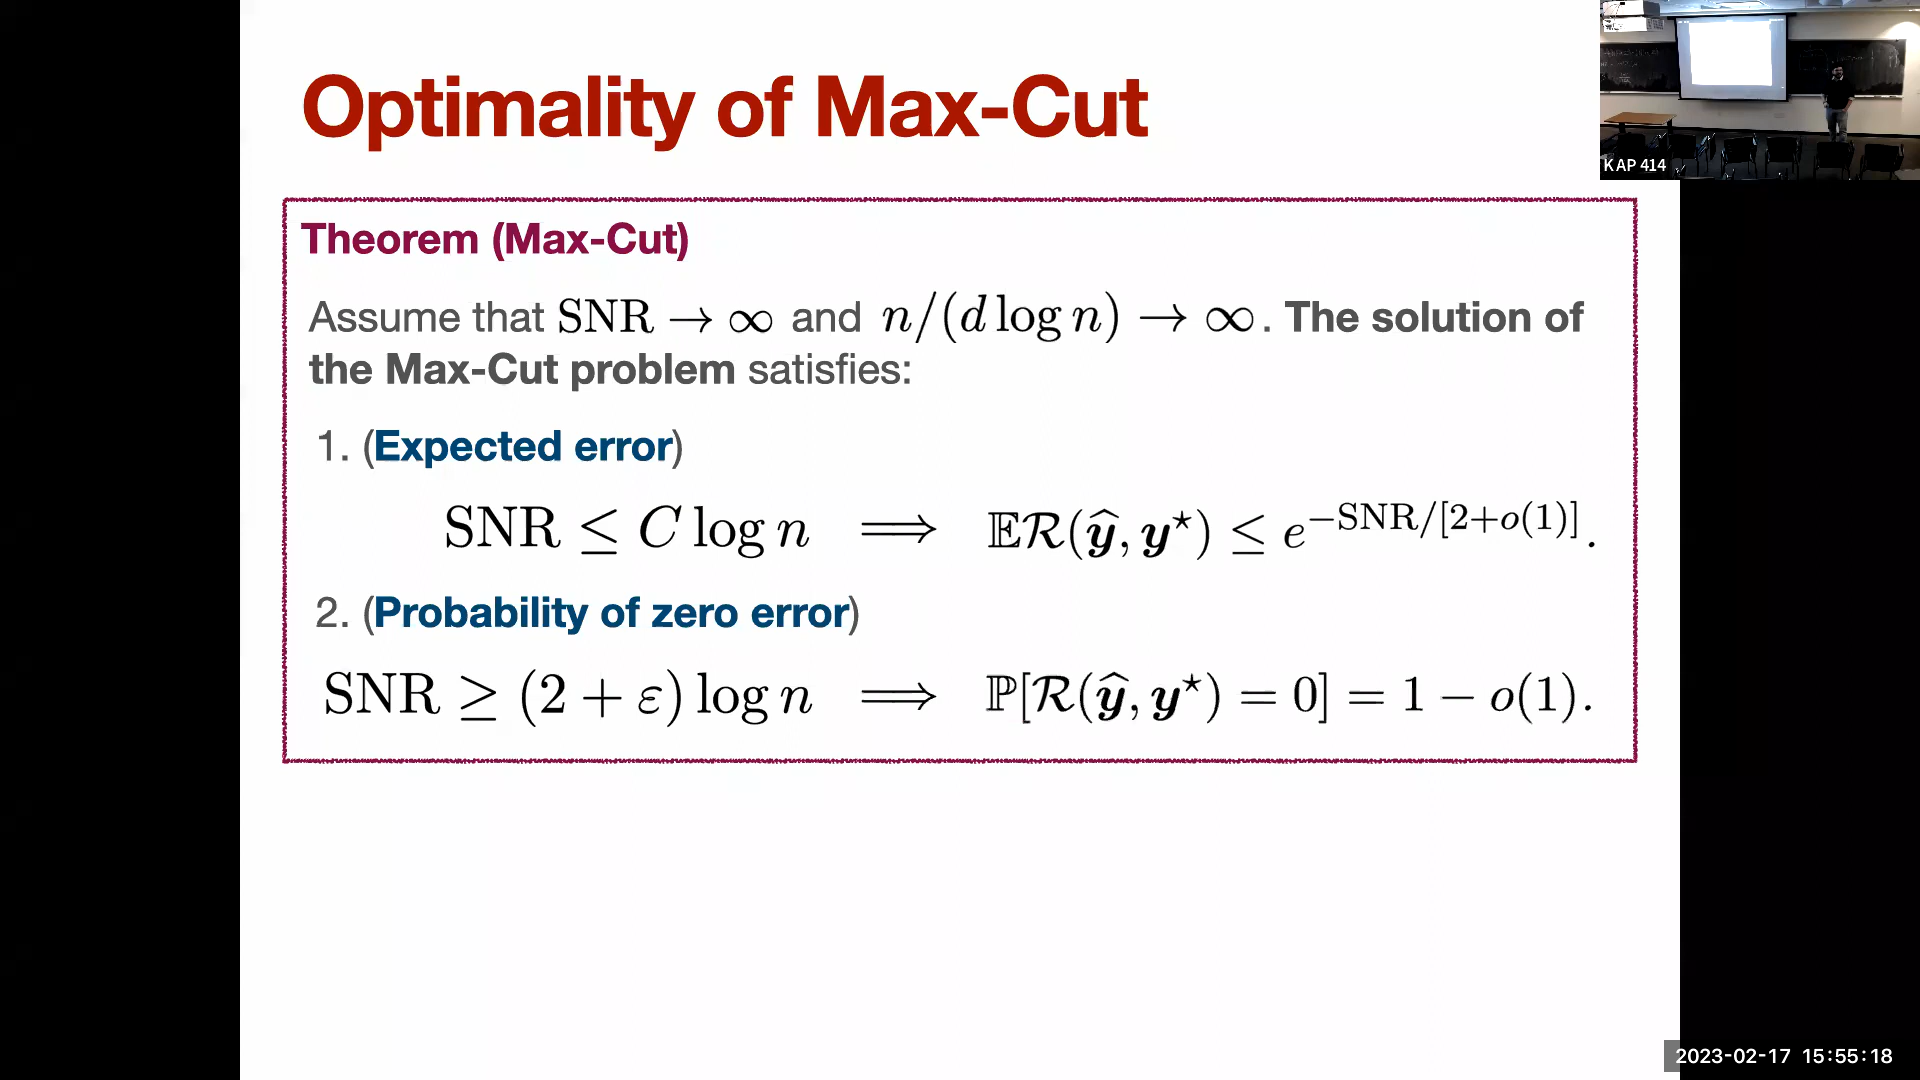 Optimality of Max-Cut
KAP 414
Theorem (Max-Cut)
Assume that SNR → ∞ and n/(d log n) → ∞. The solution of
the Max-Cut problem satisfies:
1. (Expected error)
SNR ≤ C log n ⟹ 𝔼ℛ(ŷ, y⋆) ≤ e^{−SNR/[2+o(1)]}.
2. (Probability of zero error)
SNR ≥ (2 + ε) log n ⟹ ℙ[ℛ(ŷ, y⋆) = 0] = 1 − o(1).
2023-02-17 15:55:18